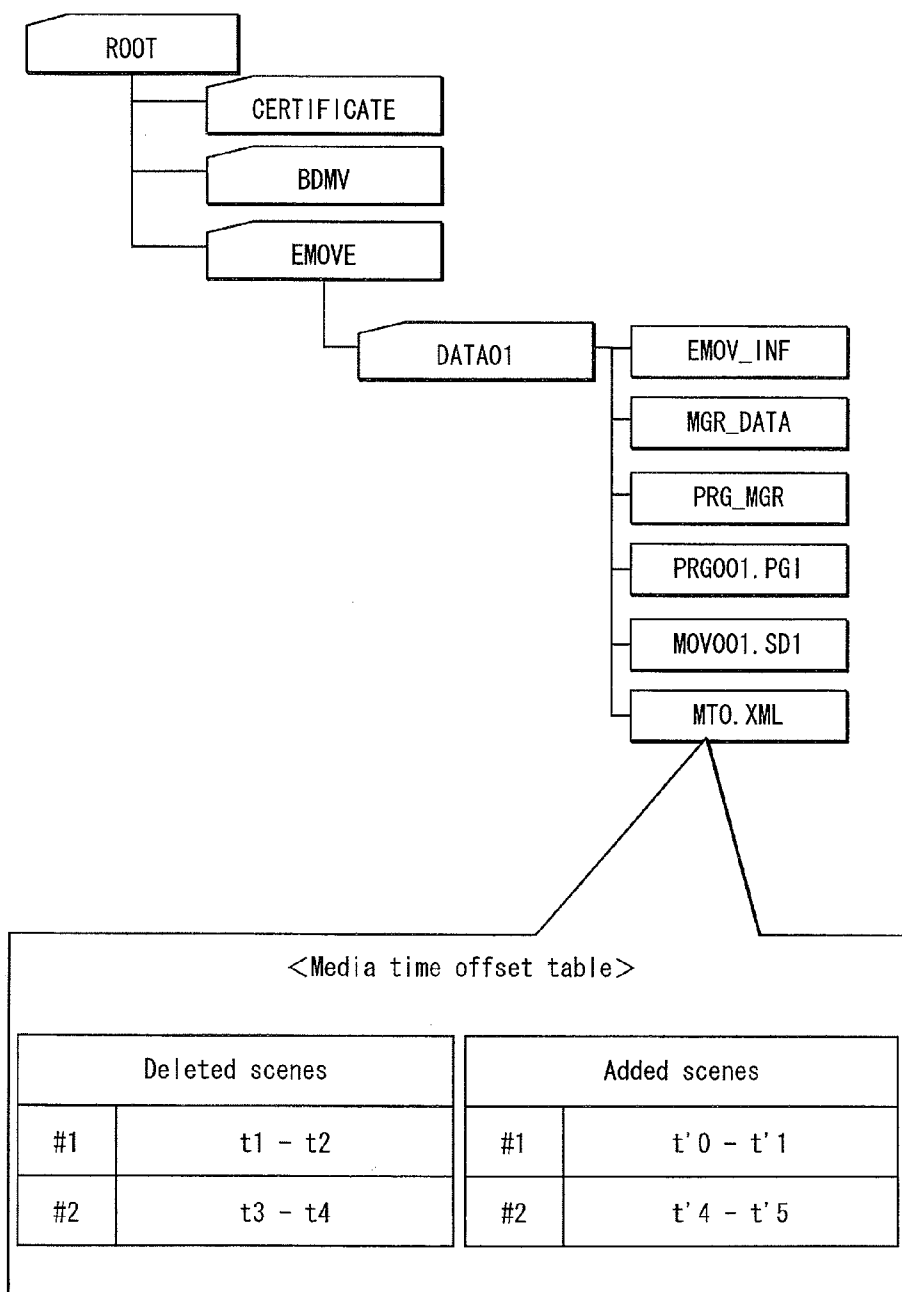 ROOT
CERTIFICATE
BDMV
EMOVE
DATA01
EMOV_INF
MGR_DATA
PRG_MGR
PRG001.PGI
MOV001.SD1
MTO.XML
<Media time offset table>
Deleted scenes
#1 t1 - t2
#2 t3 - t4
Added scenes
#1 t'0 - t'1
#2 t'4 - t'5